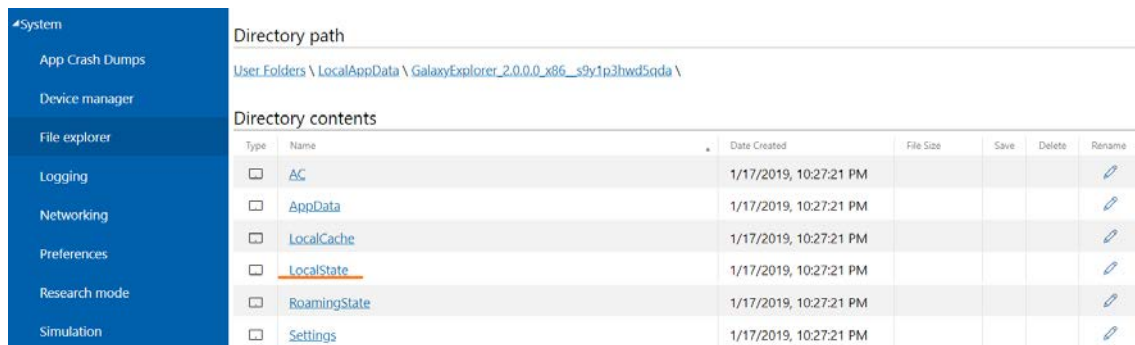 System
App Crash Dumps
Device manager
File explorer
Logging
Networking
Preferences
Research mode
Simulation
Directory path
User Folders \ LocalAppData \ GalaxyExplorer_2.0.0.0_x86__s9y1p3hwd5qda \
Directory contents
Type Name Date Created File Size Save Delete Rename
AC 1/17/2019, 10:27:21 PM
AppData 1/17/2019, 10:27:21 PM
LocalCache 1/17/2019, 10:27:21 PM
LocalState 1/17/2019, 10:27:21 PM
RoamingState 1/17/2019, 10:27:21 PM
Settings 1/17/2019, 10:27:21 PM